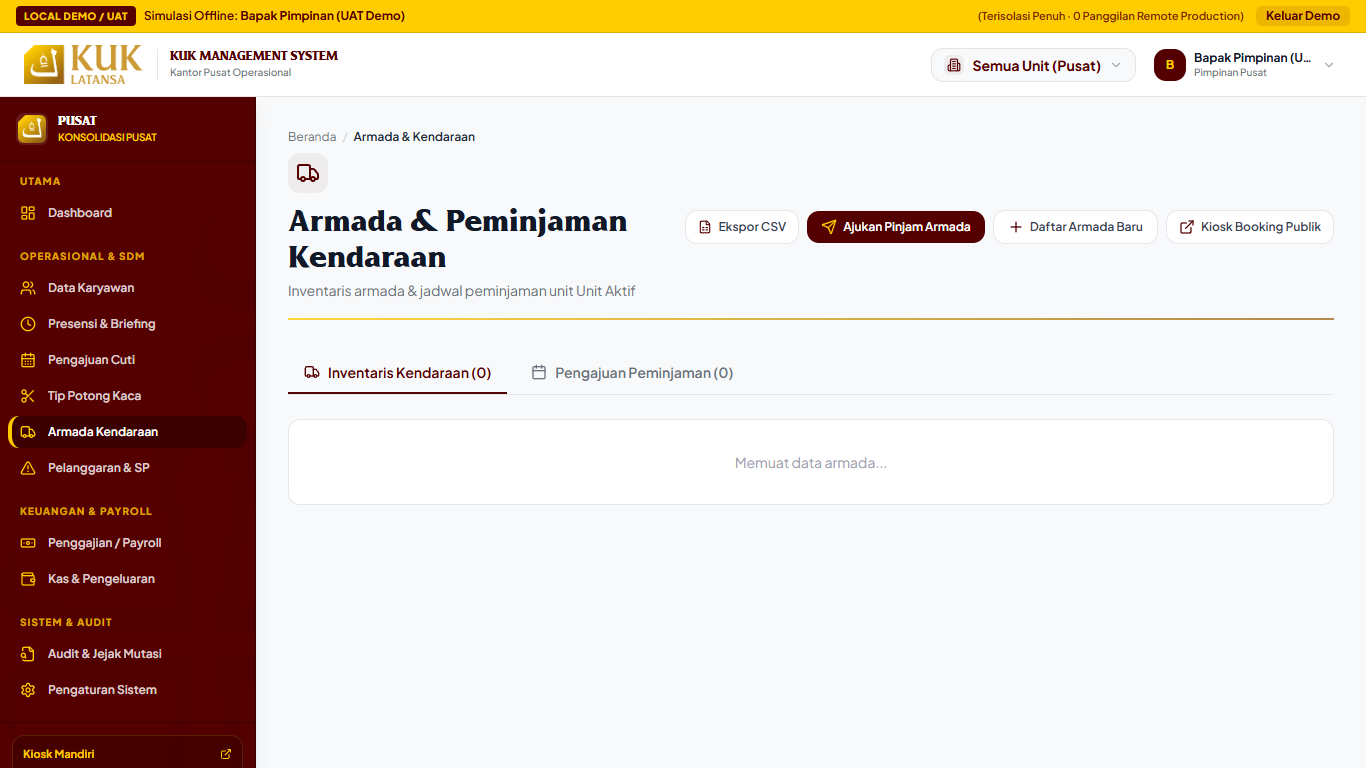 LOCAL DEMO / UAT Simulasi Offline: Bapak Pimpinan (UAT Demo) (Terisolasi Penuh · 0 Panggilan Remote Production) Keluar Demo
KUK
LATANSA
KUK MANAGEMENT SYSTEM
Kantor Pusat Operasional
Semua Unit (Pusat)
B
Bapak Pimpinan (U...
Pimpinan Pusat
PUSAT
KONSOLIDASI PUSAT
UTAMA
Dashboard
OPERASIONAL & SDM
Data Karyawan
Presensi & Briefing
Pengajuan Cuti
Tip Potong Kaca
Armada Kendaraan
Pelanggaran & SP
KEUANGAN & PAYROLL
Penggajian / Payroll
Kas & Pengeluaran
SISTEM & AUDIT
Audit & Jejak Mutasi
Pengaturan Sistem
Kiosk Mandiri
Beranda / Armada & Kendaraan
Armada & Peminjaman
Kendaraan
Inventaris armada & jadwal peminjaman unit Unit Aktif
Ekspor CSV
Ajukan Pinjam Armada
Daftar Armada Baru
Kiosk Booking Publik
Inventaris Kendaraan (0)
Pengajuan Peminjaman (0)
Memuat data armada...